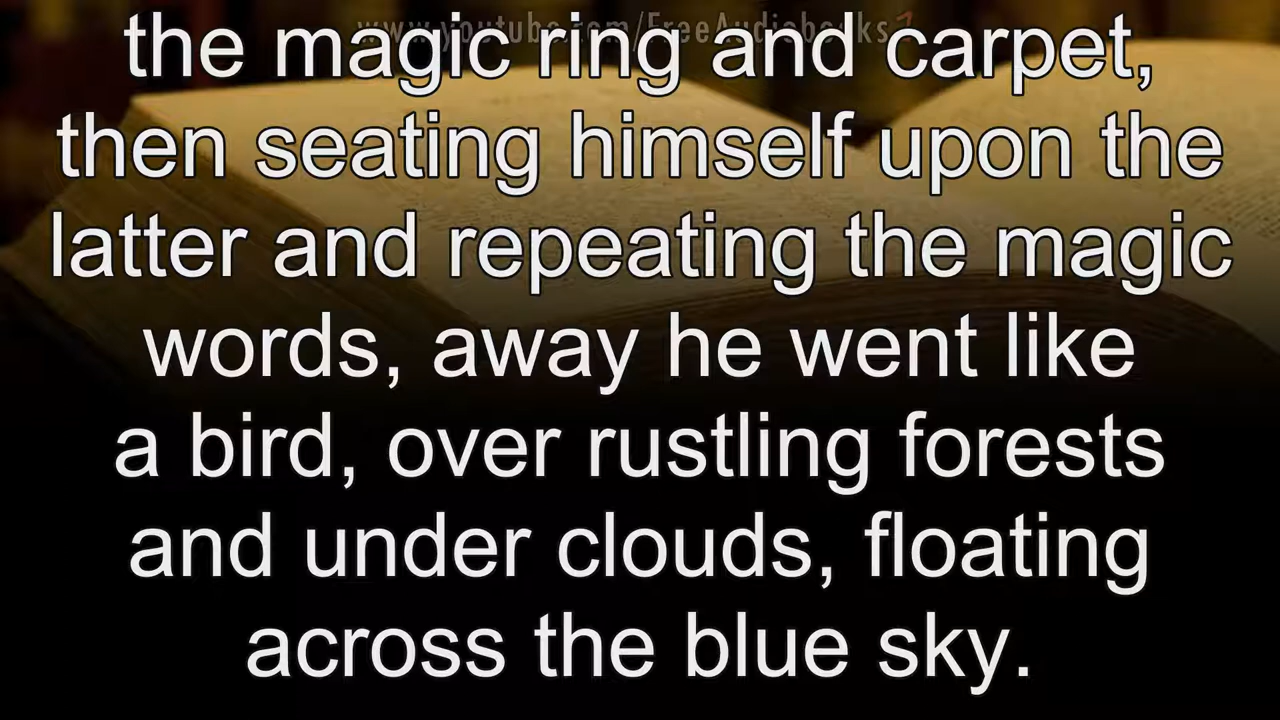 www.youtube.com/FreeAudiobooks
the magic ring and carpet,
then seating himself upon the
latter and repeating the magic
words, away he went like
a bird, over rustling forests
and under clouds, floating
across the blue sky.